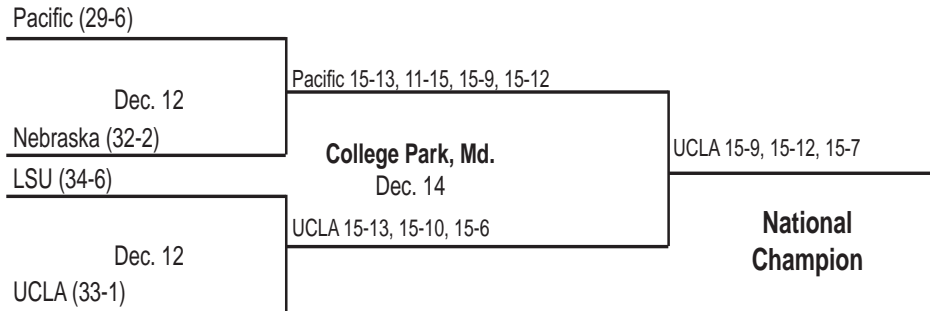 Pacific (29-6)
Dec. 12
Pacific 15-13, 11-15, 15-9, 15-12
Nebraska (32-2)
LSU (34-6)
College Park, Md.
Dec. 14
UCLA 15-9, 15-12, 15-7
UCLA 15-13, 15-10, 15-6
Dec. 12
UCLA (33-1)
National
Champion